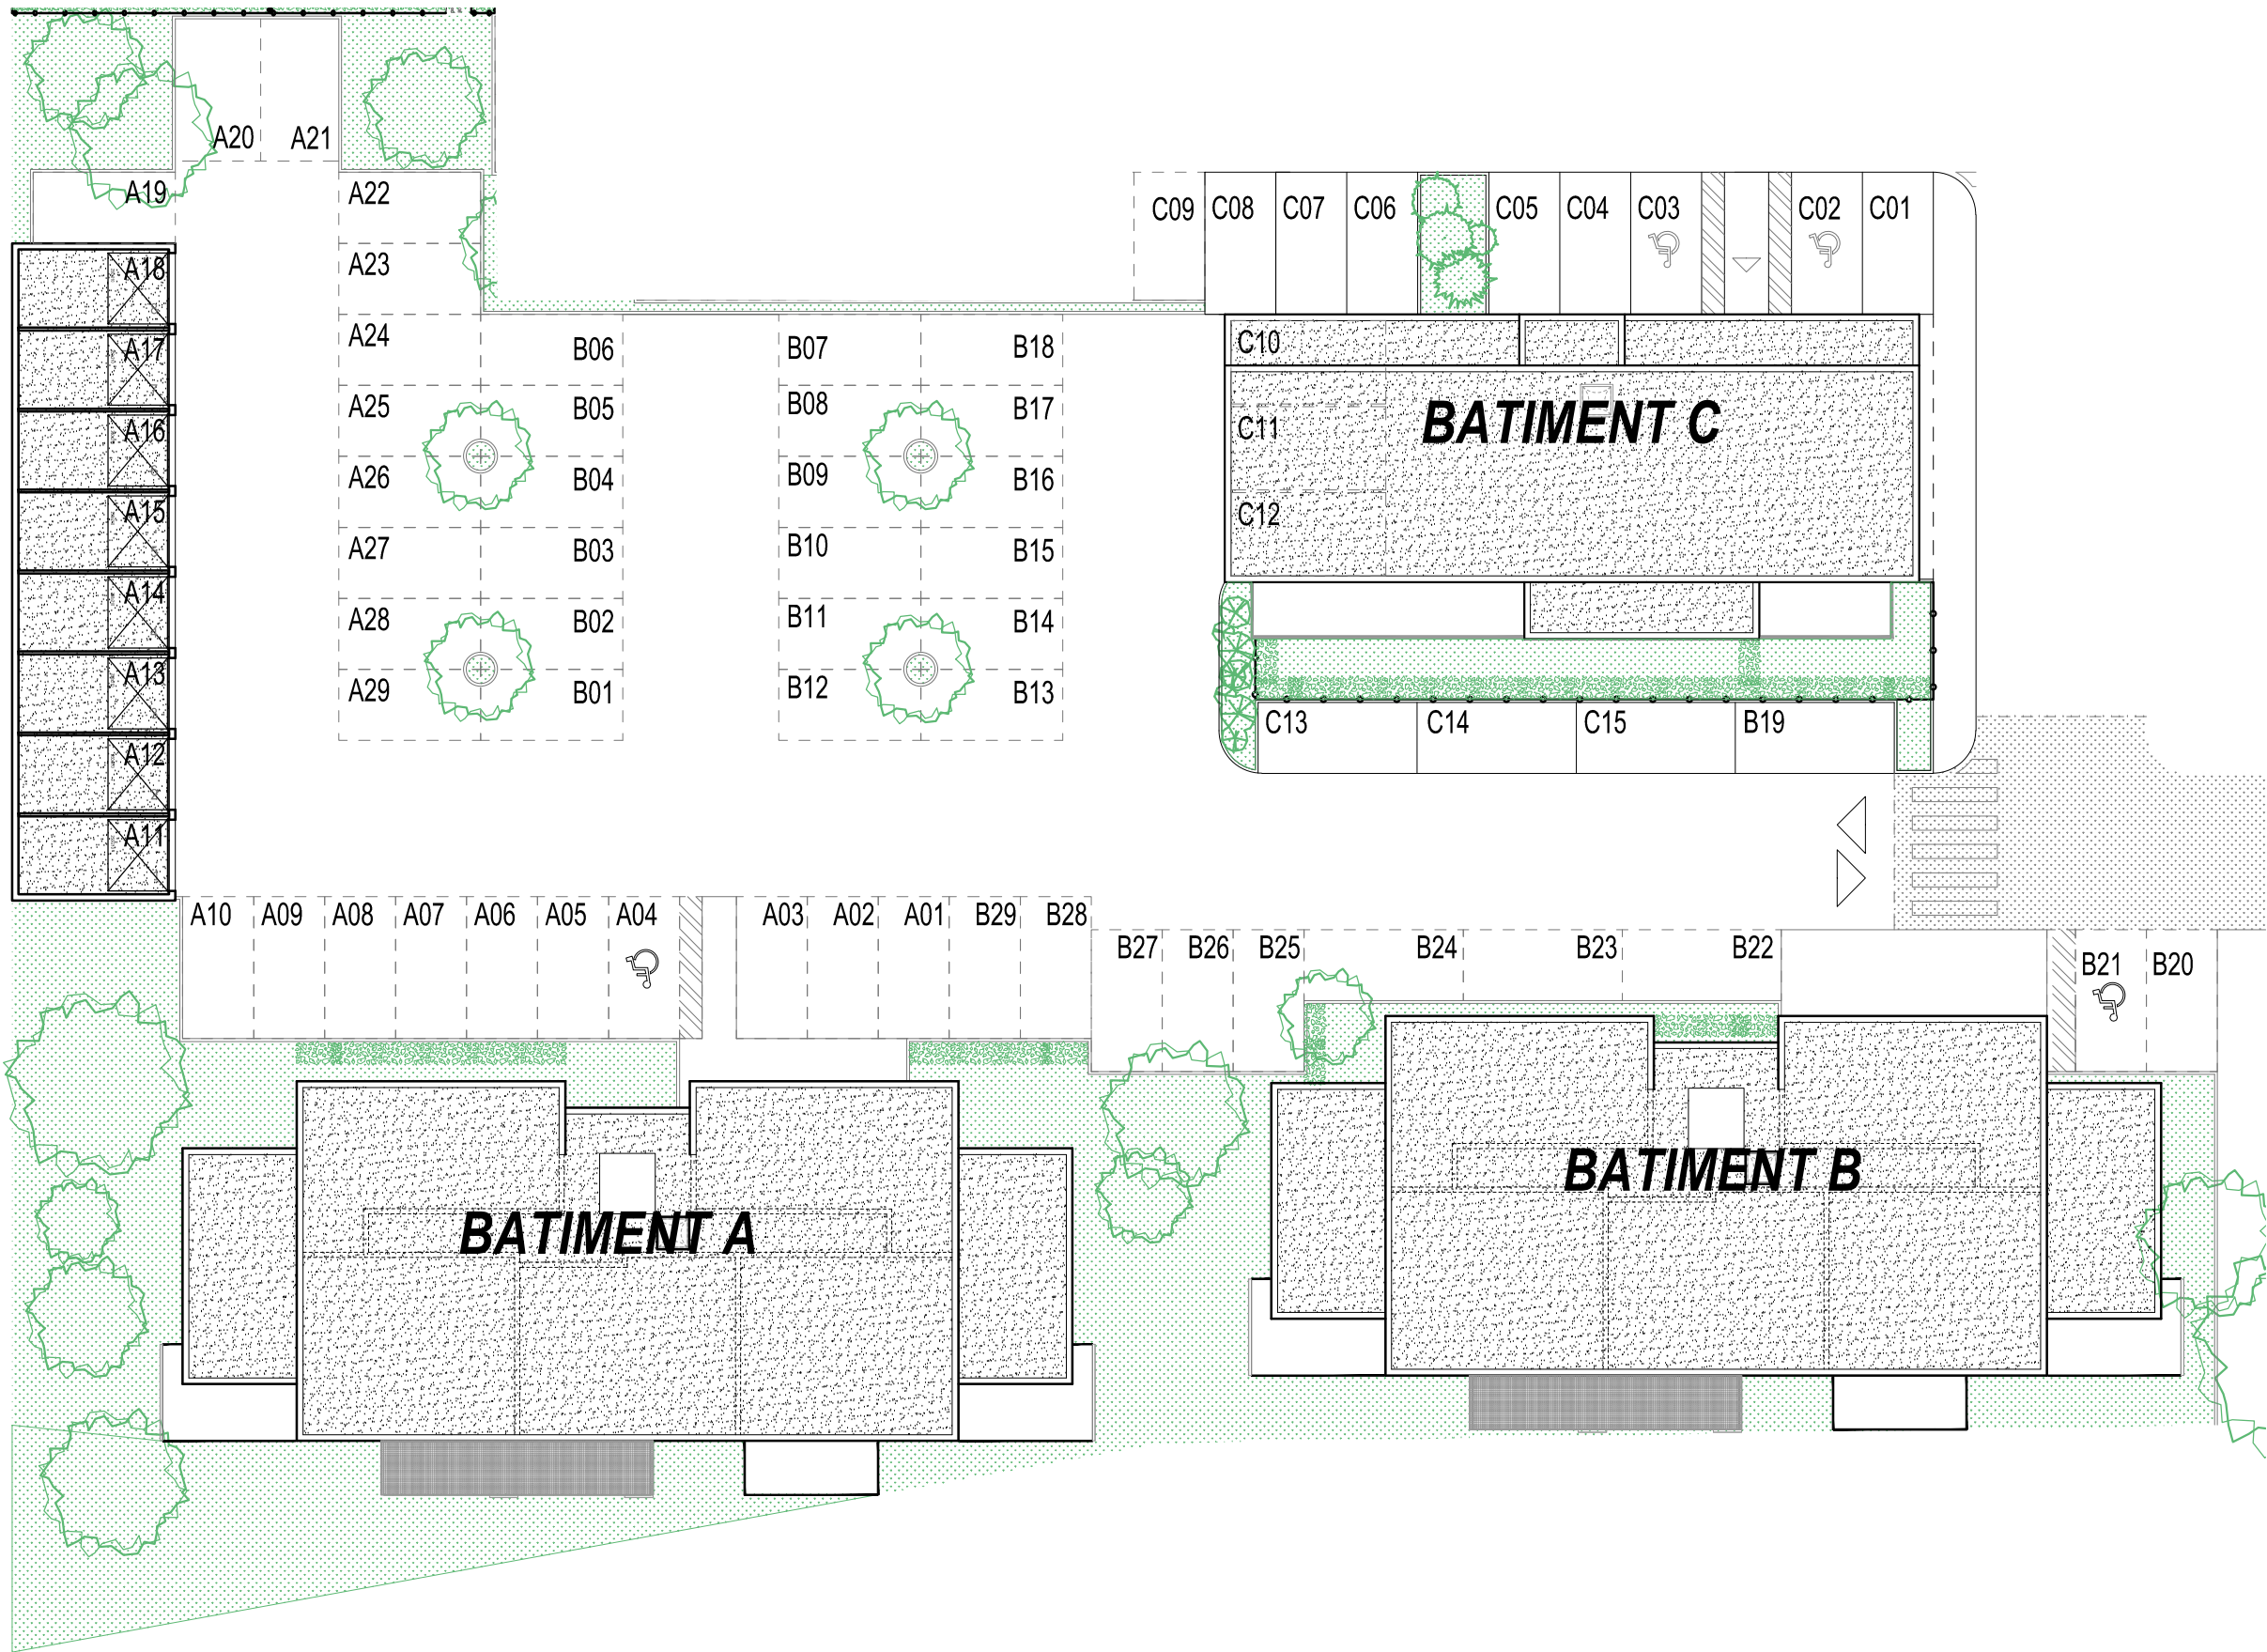 A20 A21
A19 A22
C09 C08 C07 C06 C05 C04 C03 C02 C01
A18 A23
A17 A24 B06 B07 B18 C10
A25 B05 B08 B17
BATIMENT C
A16 C11
A26 B04 B09 B16
A15 C12
A27 B03 B10 B15
A14 A28 B02 B11 B14
A13 A29 B01 B12 B13
C13 C14 C15 B19
A12
A11
A10 A09 A08 A07 A06 A05 A04 A03 A02 A01 B29 B28
B27 B26 B25 B24 B23 B22
B21 B20
BATIMENT B
BATIMENT A